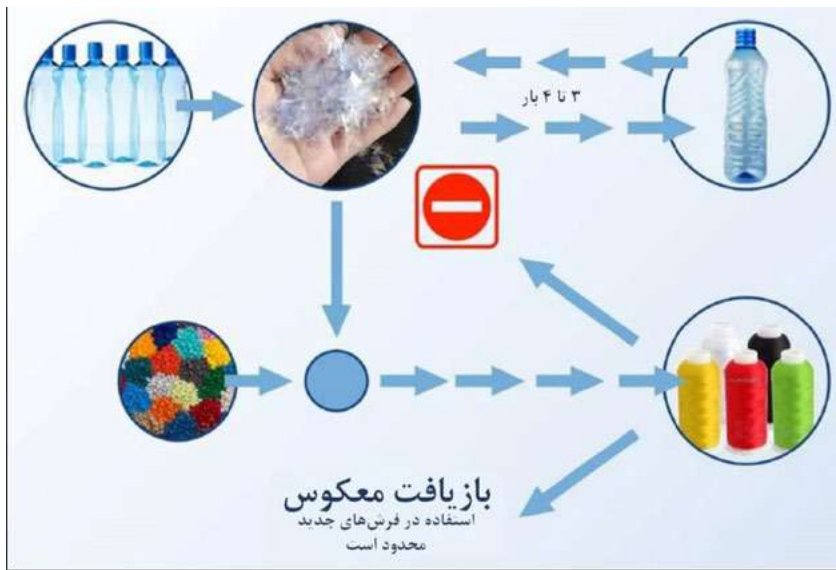 ۳ تا ۴ بار
بازیافت معکوس
استفاده در فرش‌های جدید
محدود است